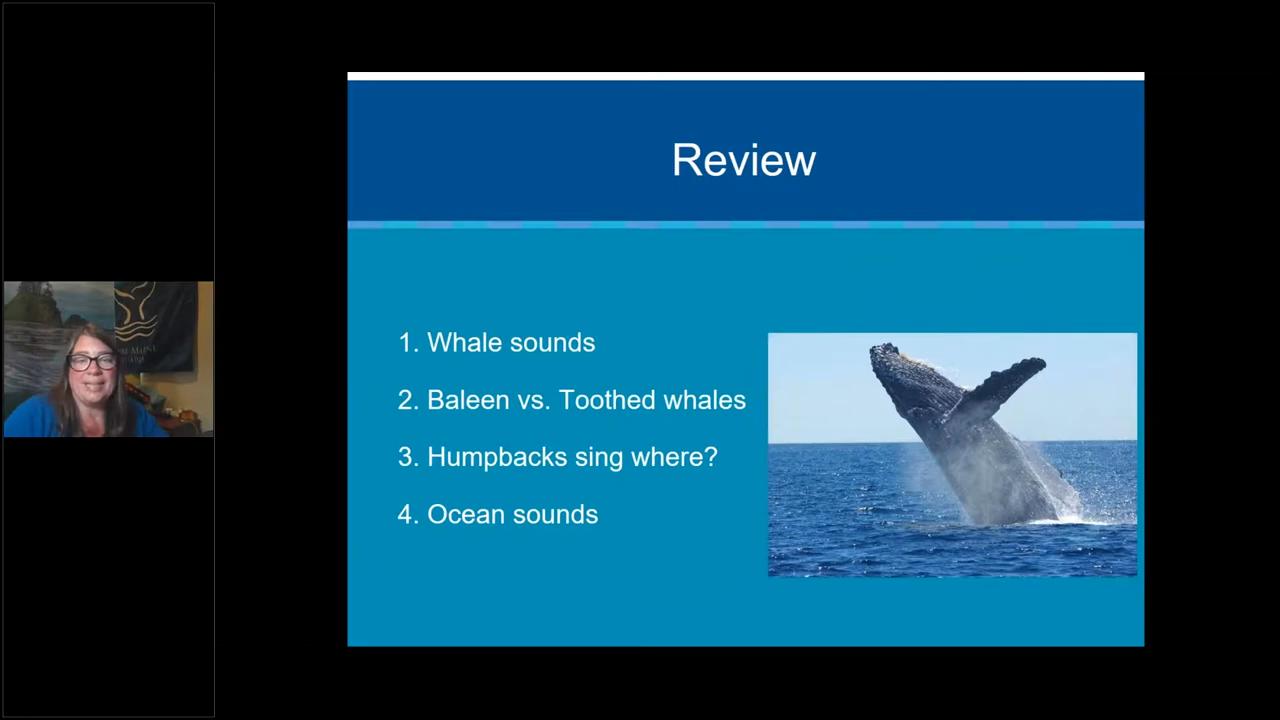 Review
1. Whale sounds
2. Baleen vs. Toothed whales
3. Humpbacks sing where?
4. Ocean sounds